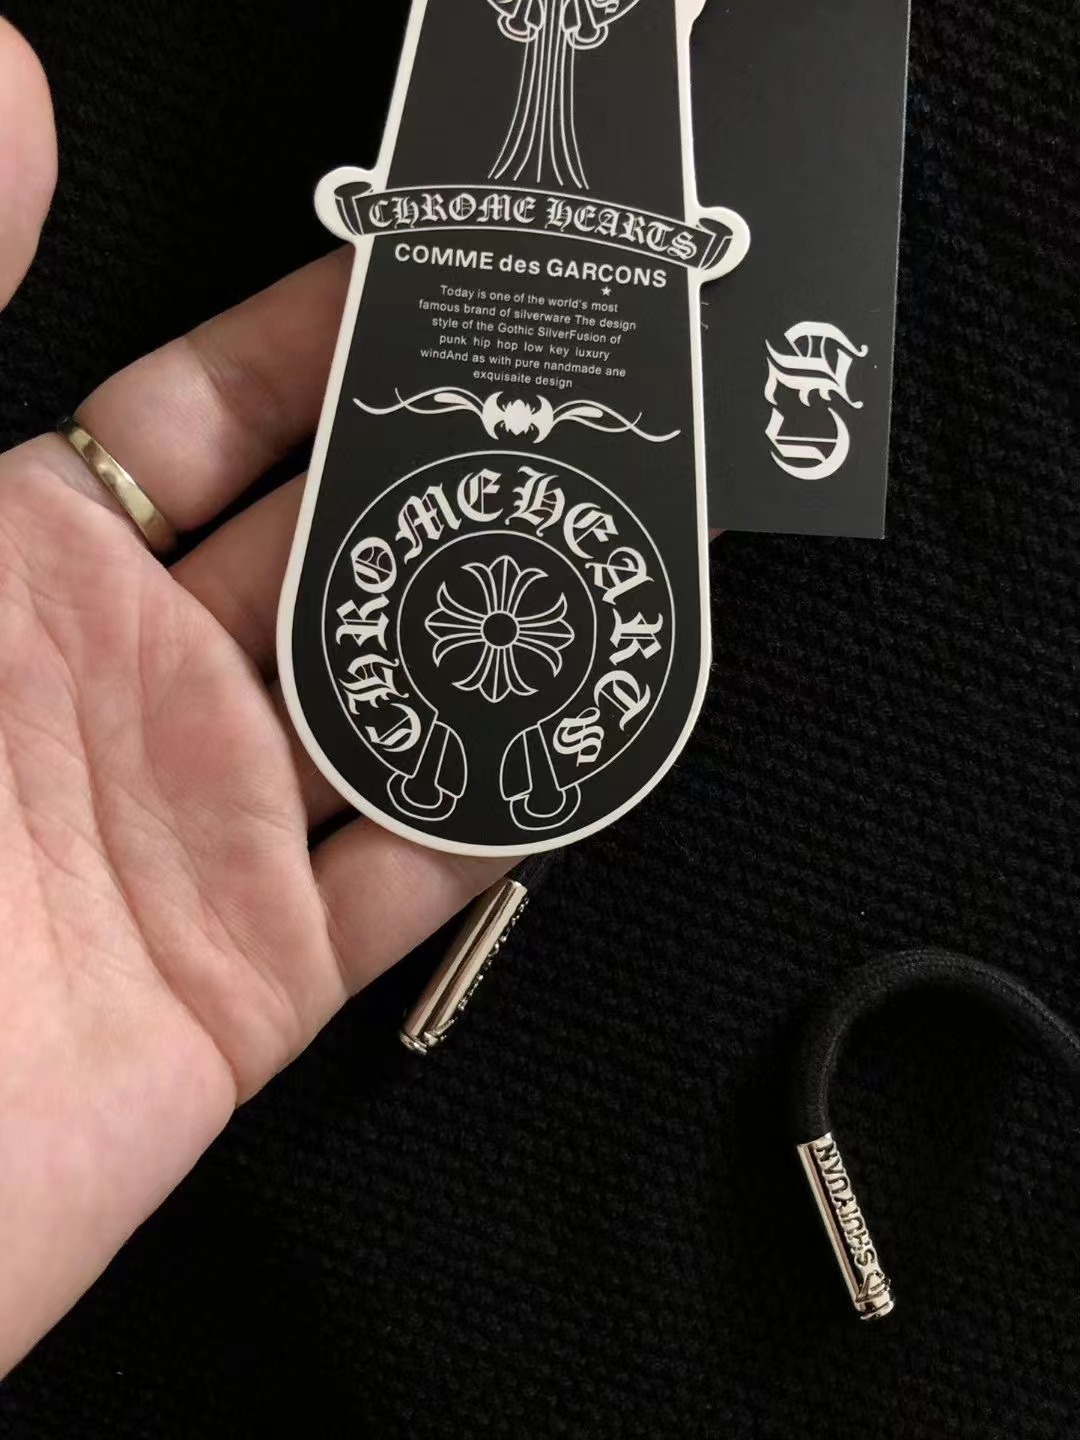 CHROME HEARTS
COMME des GARCONS
Today is one of the world's most
famous brand of silverware The design
style of the Gothic SilverFusion of
punk hip hop low key luxury
windAnd as with pure nandmade ane
exquisaite design
CHROME HEARTS
CH
SHUIYUAN